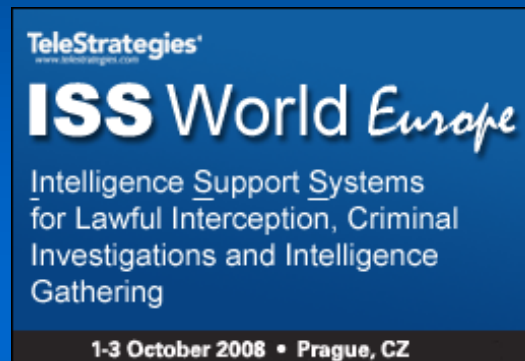 TeleStrategies®
www.telestrategies.com
ISS World Europe
Intelligence Support Systems
for Lawful Interception, Criminal
Investigations and Intelligence
Gathering
1-3 October 2008 • Prague, CZ